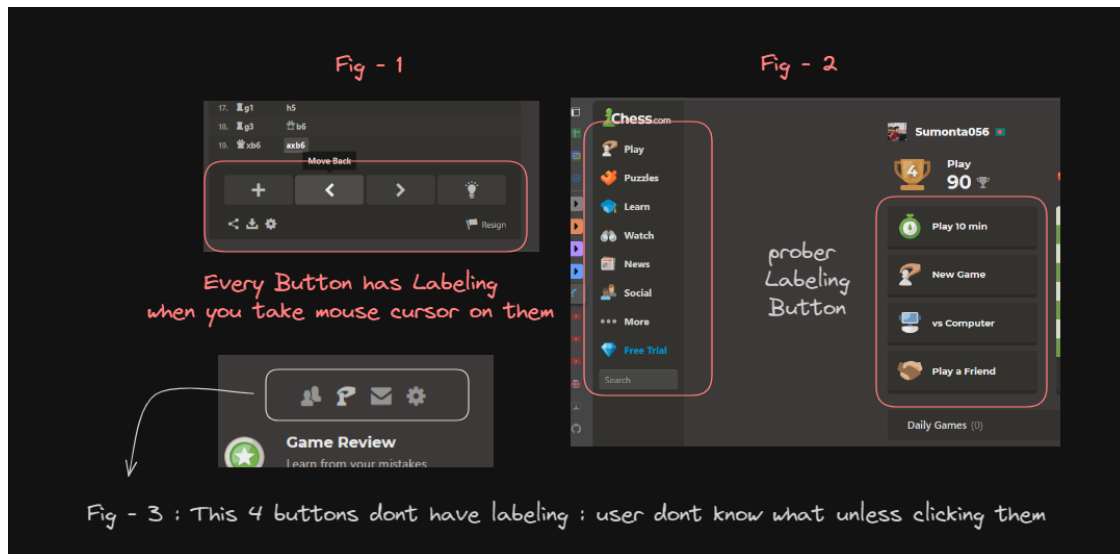 Fig - 1
17. g1 h5
18. g3 b6
19. xb6 axb6
Move Back
Resign
Every Button has Labeling
when you take mouse cursor on them
Fig - 2
Chess.com
Play
Puzzles
Learn
Watch
News
Social
More
Free Trial
Search
prober
Labeling
Button
Sumonta056
4
Play
90
Play 10 min
New Game
vs Computer
Play a Friend
Daily Games (0)
Game Review
Learn from your mistakes
Fig - 3 : This 4 buttons dont have labeling : user dont know what unless clicking them